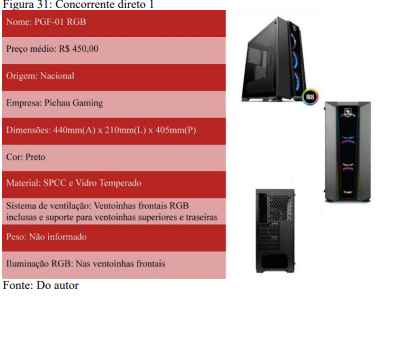 Figura 31: Concorrente direto 1
Nome: PGF-01 RGB
Preço médio: R$ 450,00
Origem: Nacional
Empresa: Pichau Gaming
Dimensões: 440mm(A) x 210mm(L) x 405mm(P)
Cor: Preto
Material: SPCC e Vidro Temperado
Sistema de ventilação: Ventoinhas frontais RGB
inclusas e suporte para ventoinhas superiores e traseiras
Peso: Não informado
Iluminação RGB: Nas ventoinhas frontais
Fonte: Do autor